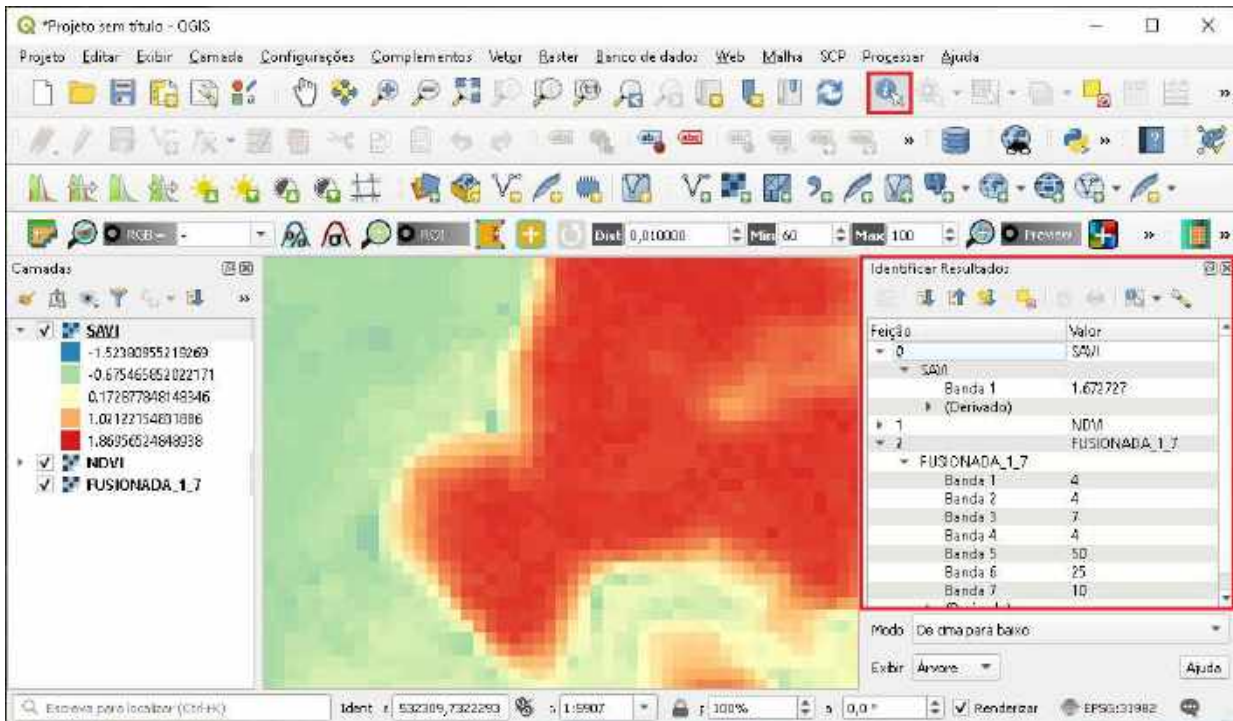 *Projeto sem título - QGIS
Projeto Editar Exibir Camada Configurações Complementos Vetor Raster Banco de dados Web Malha SCP Processar Ajuda
RGB = -
ROI
Dist 0,010000
Min 60
Max 100
Preview
Camadas
SAVI
-1.52380955219269
-0.675465852022171
0.172877848148346
1.02122154831886
1.86956524848938
NDVI
FUSIONADA_1_7
Identificar Resultados
Feição Valor
0 SAVI
SAVI
Banda 1 1.672727
(Derivado)
1 NDVI
2 FUSIONADA_1_7
FUSIONADA_1_7
Banda 1 4
Banda 2 4
Banda 3 7
Banda 4 4
Banda 5 50
Banda 6 25
Banda 7 10
Modo De cima para baixo
Exibir Árvore Ajuda
Escreva para localizar (Ctrl+K) Ident 532309,7322293 1:5907 100% 0,0 ° Renderizar EPSG:31982